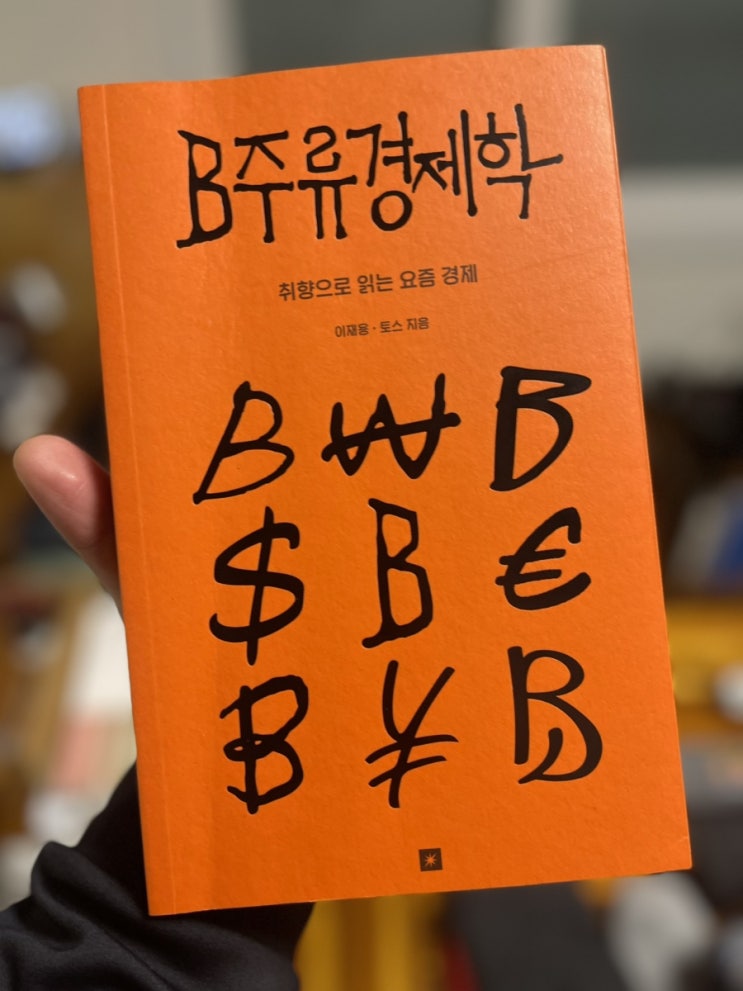 B주류경제학
취향으로 읽는 요즘 경제
이재용 · 토스 지음
B ₩ B
$ B €
B ¥ B